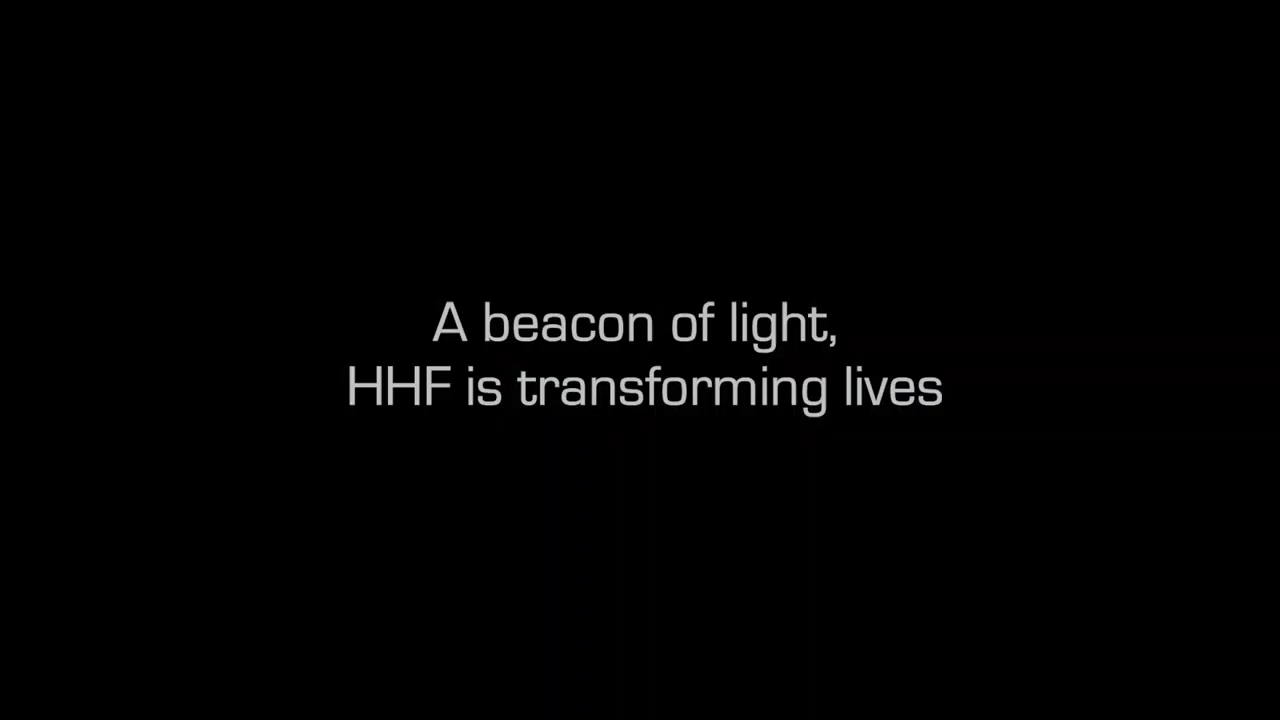 A beacon of light,
HHF is transforming lives